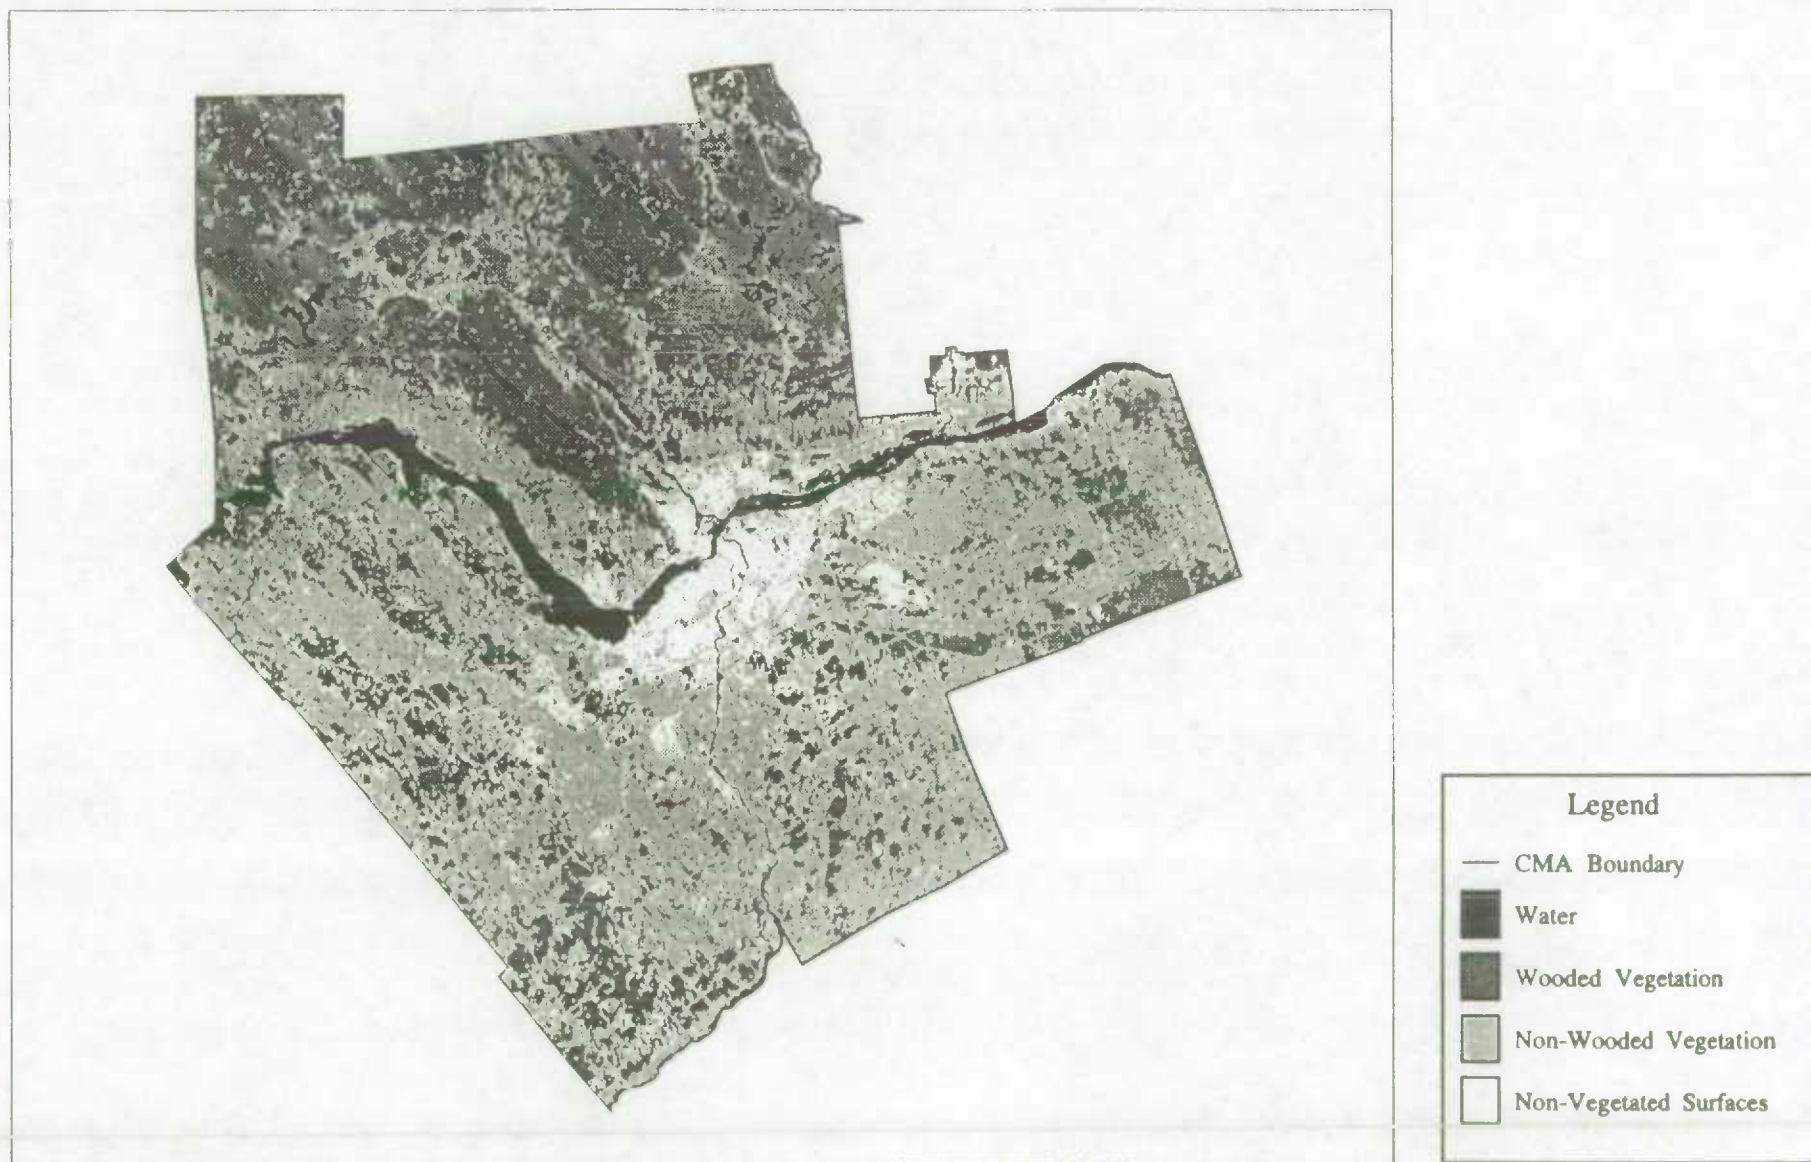 Legend
CMA Boundary
Water
Wooded Vegetation
Non-Wooded Vegetation
Non-Vegetated Surfaces